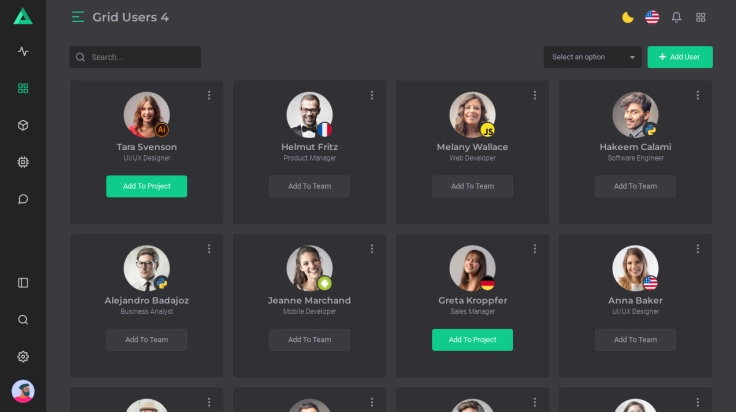 Grid Users 4
Search...
Select an option
+ Add User
Tara Svenson
UI/UX Designer
Add To Project
Ai
Helmut Fritz
Product Manager
Add To Team
Melany Wallace
Web Developer
Add To Team
JS
Hakeem Calami
Software Engineer
Add To Team
Alejandro Badajoz
Business Analyst
Add To Team
Jeanne Marchand
Mobile Developer
Add To Team
Greta Kroppfer
Sales Manager
Add To Project
Anna Baker
UI/UX Designer
Add To Team